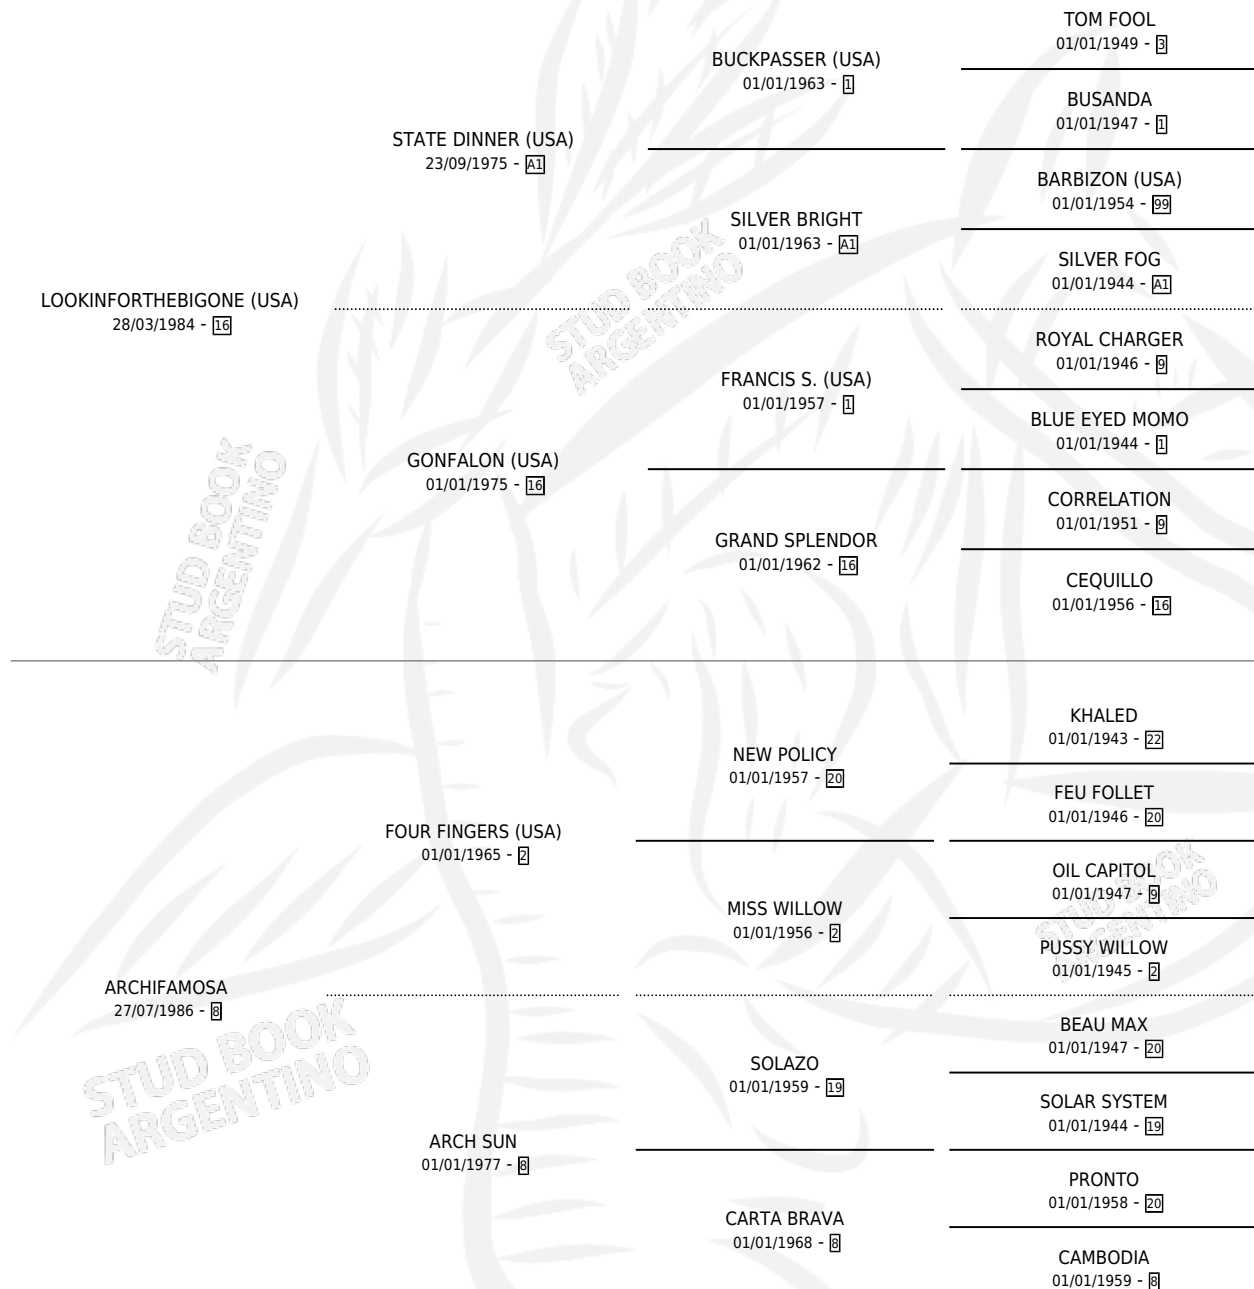 LOOKINFORTHEBIGONE (USA)
28/03/1984 - 16
STATE DINNER (USA)
23/09/1975 - A1
GONFALON (USA)
01/01/1975 - 16
BUCKPASSER (USA)
01/01/1963 - 1
SILVER BRIGHT
01/01/1963 - A1
FRANCIS S. (USA)
01/01/1957 - 1
GRAND SPLENDOR
01/01/1962 - 16
TOM FOOL
01/01/1949 - 3
BUSANDA
01/01/1947 - 1
BARBIZON (USA)
01/01/1954 - 99
SILVER FOG
01/01/1944 - A1
ROYAL CHARGER
01/01/1946 - 9
BLUE EYED MOMO
01/01/1944 - 1
CORRELATION
01/01/1951 - 9
CEQUILLO
01/01/1956 - 16
ARCHIFAMOSA
27/07/1986 - 8
FOUR FINGERS (USA)
01/01/1965 - 2
ARCH SUN
01/01/1977 - 8
NEW POLICY
01/01/1957 - 20
MISS WILLOW
01/01/1956 - 2
SOLAZO
01/01/1959 - 19
CARTA BRAVA
01/01/1968 - 8
KHALED
01/01/1943 - 22
FEU FOLLET
01/01/1946 - 20
OIL CAPITOL
01/01/1947 - 9
PUSSY WILLOW
01/01/1945 - 2
BEAU MAX
01/01/1947 - 20
SOLAR SYSTEM
01/01/1944 - 19
PRONTO
01/01/1958 - 20
CAMBODIA
01/01/1959 - 8
STUD BOOK
ARGENTINO
STUD BOOK
ARGENTINO
STUD BOOK
ARGENTINO
STUD BOOK
ARGENTINO